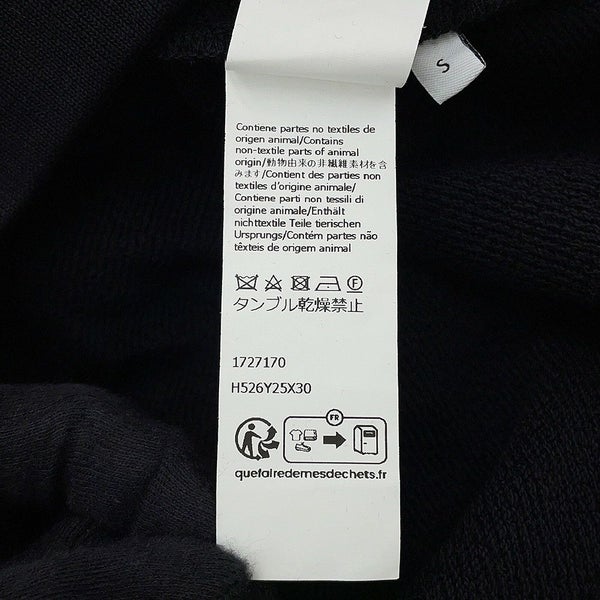 S
Contiene partes no textiles de
origen animal/Contains
non-textile parts of animal
origin/動物由来の非繊維素材を含
みます/Contient des parties non
textiles d'origine animale/
Contiene parti non tessili di
origine animale/Enthält
nichttextile Teile tierischen
Ursprungs/Contém partes não
têxteis de origem animal
F
タンブル乾燥禁止
1727170
H526Y25X30
FR
quefairedemesdechets.fr